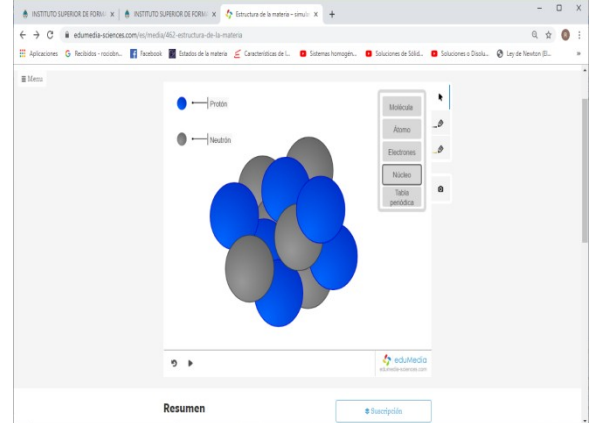 INSTITUTO SUPERIOR DE FORM
INSTITUTO SUPERIOR DE FORM
Estructura de la materia – simula
edumedia-sciences.com/es/media/462-estructura-de-la-materia
Aplicaciones
Recibidos - rociobn...
Facebook
Estados de la materia
Características de l...
Sistemas homogén...
Soluciones de Sólid...
Soluciones o Disolu...
Ley de Newton (E...
Menu
Protón
Neutrón
Molécule
Átomo
Electrones
Núcleo
Tabla
periódica
eduMedia
edumedia-sciences.com
Resumen
Suscripción